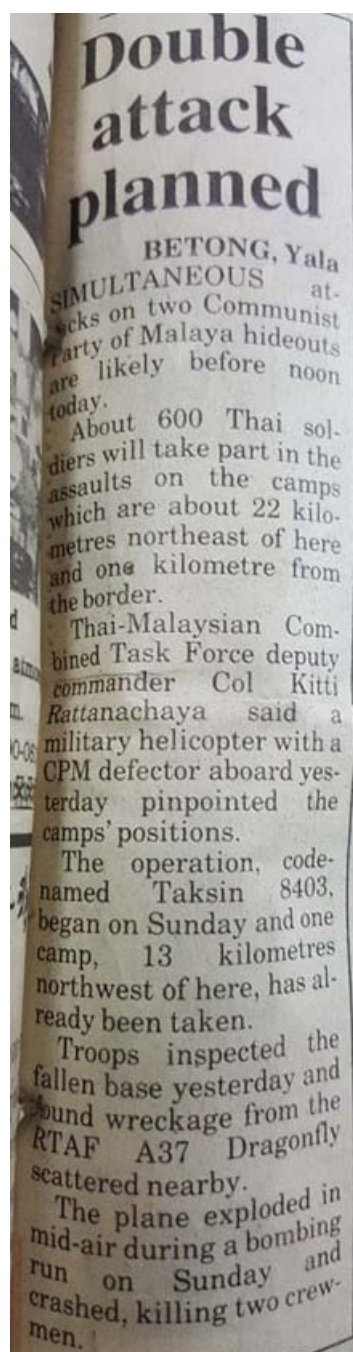 Double
attack
planned
BETONG, Yala
SIMULTANEOUS at-
tacks on two Communist
Party of Malaya hideouts
are likely before noon
today.
About 600 Thai sol-
diers will take part in the
assaults on the camps
which are about 22 kilo-
metres northeast of here
and one kilometre from
the border.
Thai-Malaysian Com-
bined Task Force deputy
commander Col Kitti
Rattanachaya said a
military helicopter with a
CPM defector aboard yes-
terday pinpointed the
camps' positions.
The operation, code-
named Taksin 8403,
began on Sunday and one
camp, 13 kilometres
northwest of here, has al-
ready been taken.
Troops inspected the
fallen base yesterday and
found wreckage from the
RTAF A37 Dragonfly
scattered nearby.
The plane exploded in
mid-air during a bombing
run on Sunday and
crashed, killing two crew-
men.